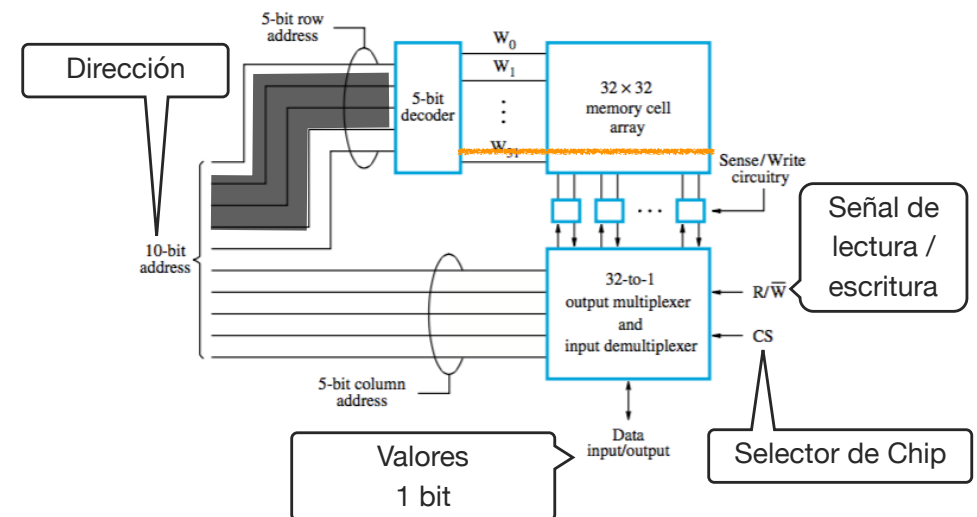 5-bit row
address
Dirección
W0
W1
5-bit
decoder
⋮
W31
32 × 32
memory cell
array
Sense/Write
circuitry
...
Señal de
lectura /
escritura
10-bit
address
32-to-1
output multiplexer
and
input demultiplexer
R/W̅
CS
5-bit column
address
Data
input/output
Valores
1 bit
Selector de Chip